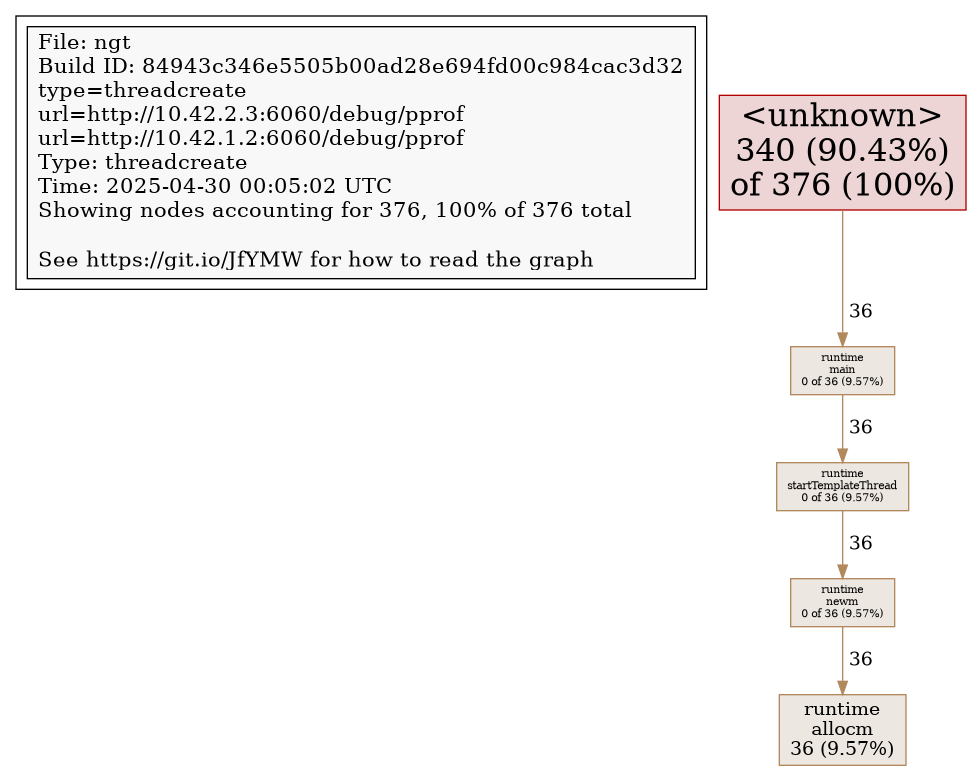 File: ngt
Build ID: 84943c346e5505b00ad28e694fd00c984cac3d32
type=threadcreate
url=http://10.42.2.3:6060/debug/pprof
url=http://10.42.1.2:6060/debug/pprof
Type: threadcreate
Time: 2025-04-30 00:05:02 UTC
Showing nodes accounting for 376, 100% of 376 total
See https://git.io/JfYMW for how to read the graph
<unknown>
340 (90.43%)
of 376 (100%)
36
runtime
main
0 of 36 (9.57%)
36
runtime
startTemplateThread
0 of 36 (9.57%)
36
runtime
newm
0 of 36 (9.57%)
36
runtime
allocm
36 (9.57%)